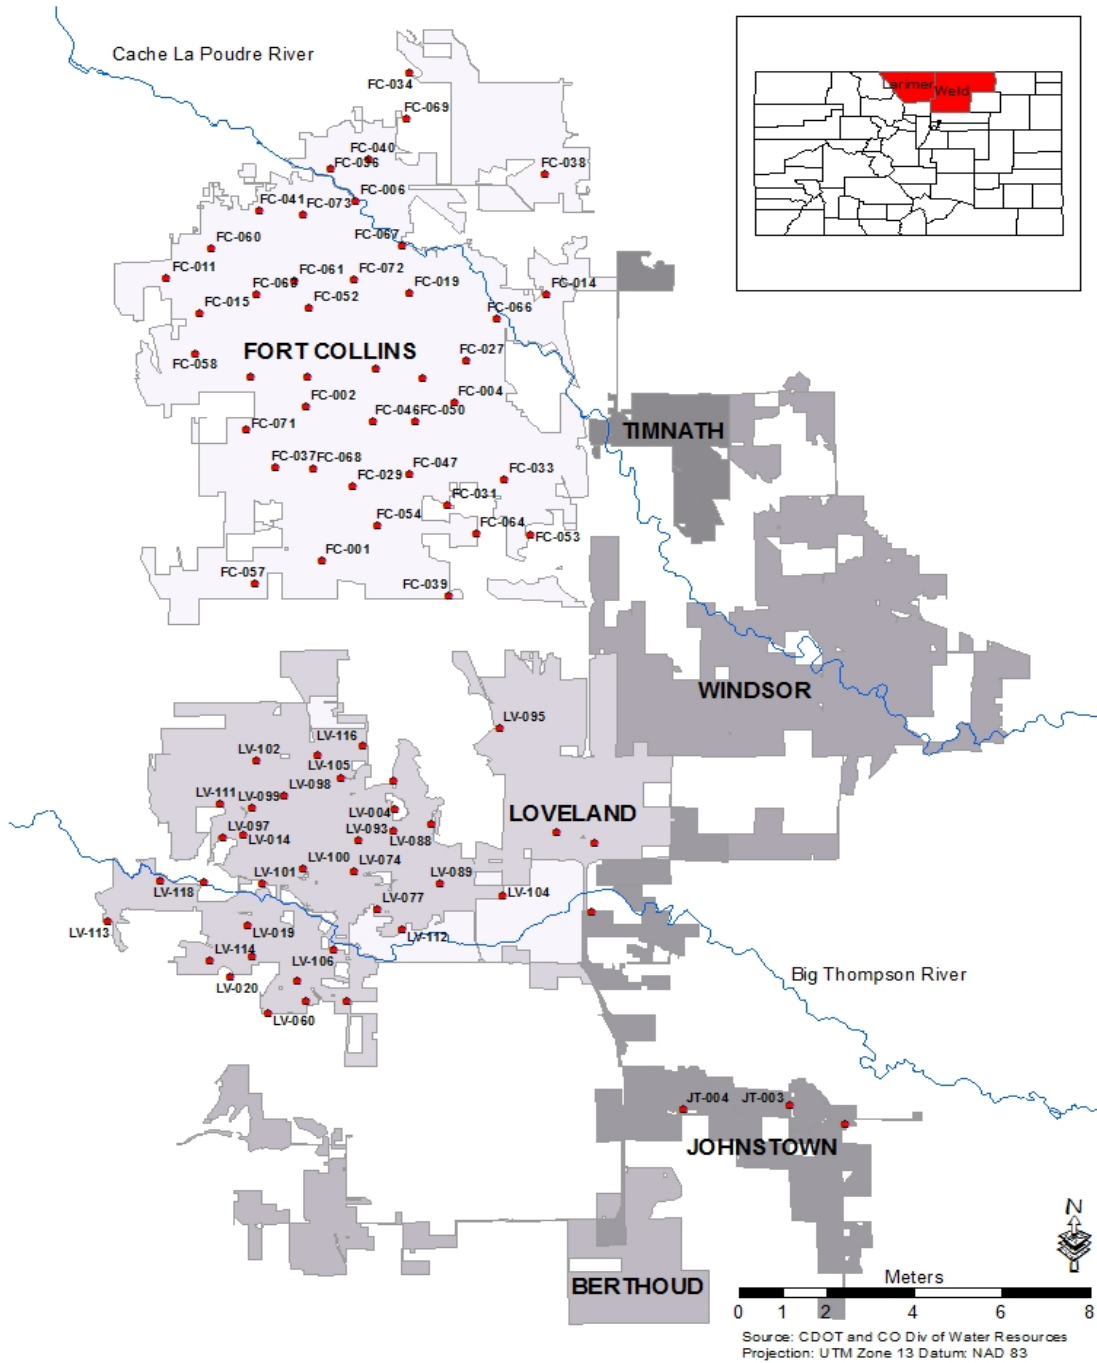 Cache La Poudre River
Larimer Weld
FC-034
FC-069
FC-040
FC-036
FC-038
FC-006
FC-041
FC-073
FC-067
FC-060
FC-011
FC-061
FC-072
FC-019
FC-014
FC-015
FC-052
FC-066
FORT COLLINS
FC-058
FC-027
FC-002
FC-004
FC-046
FC-050
FC-071
TIMNATH
FC-037
FC-068
FC-029
FC-047
FC-033
FC-031
FC-054
FC-064
FC-053
FC-001
FC-057
FC-039
WINDSOR
LV-095
LV-116
LV-102
LV-105
LV-098
LV-111
LV-099
LV-004
LOVELAND
LV-097
LV-014
LV-093
LV-088
LV-100
LV-074
LV-101
LV-089
LV-118
LV-104
LV-077
LV-113
LV-019
LV-112
LV-114
LV-106
LV-020
Big Thompson River
LV-060
JT-004
JT-003
JOHNSTOWN
N
BERTHOUD
Meters
0 1 2 4 6 8
Source: CDOT and CO Div of Water Resources
Projection: UTM Zone 13 Datum: NAD 83